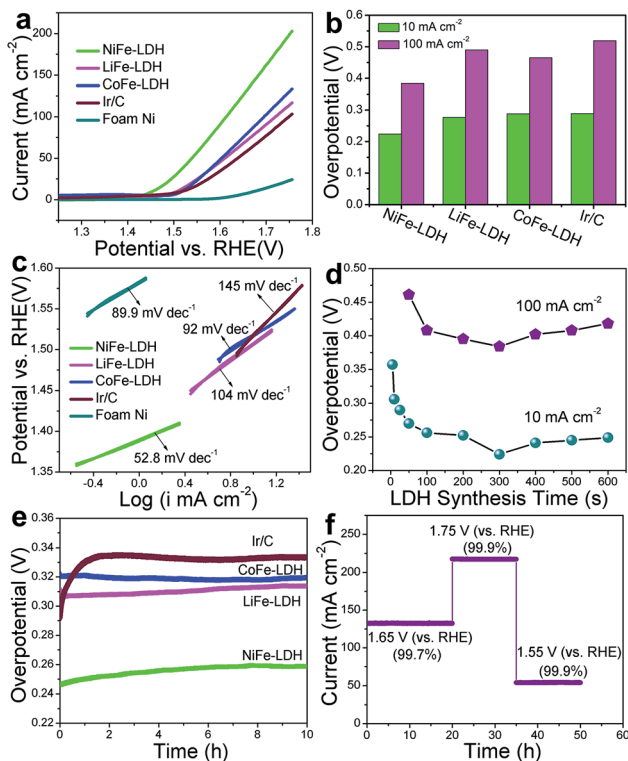 a
Current (mA cm⁻²)
200
150
100
50
0
NiFe-LDH
LiFe-LDH
CoFe-LDH
Ir/C
Foam Ni
1.3 1.4 1.5 1.6 1.7 1.8
Potential vs. RHE(V)
b
Overpotential (V)
0.6
0.5
0.4
0.3
0.2
0.1
0.0
10 mA cm⁻²
100 mA cm⁻²
NiFe-LDH LiFe-LDH CoFe-LDH Ir/C
c
Potential vs. RHE(V)
1.60
1.55
1.50
1.45
1.40
1.35
145 mV dec⁻¹
89.9 mV dec⁻¹
92 mV dec⁻¹
NiFe-LDH
LiFe-LDH
CoFe-LDH
Ir/C
Foam Ni
104 mV dec⁻¹
52.8 mV dec⁻¹
-0.4 0.0 0.4 0.8 1.2
Log (i mA cm⁻²)
d
Overpotential (V)
0.50
0.45
0.40
0.35
0.30
0.25
0.20
100 mA cm⁻²
10 mA cm⁻²
0 100 200 300 400 500 600
LDH Synthesis Time (s)
e
Overpotential (V)
0.36
0.34
0.32
0.30
0.28
0.26
0.24
0.22
Ir/C
CoFe-LDH
LiFe-LDH
NiFe-LDH
0 2 4 6 8 10
Time (h)
f
Current (mA cm⁻²)
250
200
150
100
50
0
1.75 V (vs. RHE)
(99.9%)
1.65 V (vs. RHE)
(99.7%)
1.55 V (vs. RHE)
(99.9%)
0 10 20 30 40 50 60
Time (h)